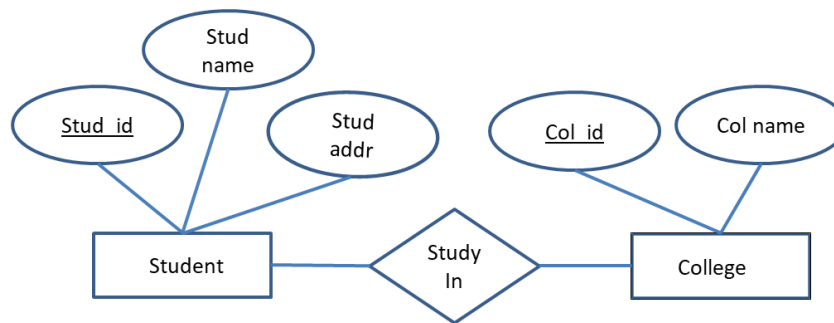 Stud
name
Stud_id
Stud
addr
Col_id
Col name
Student
Study
In
College